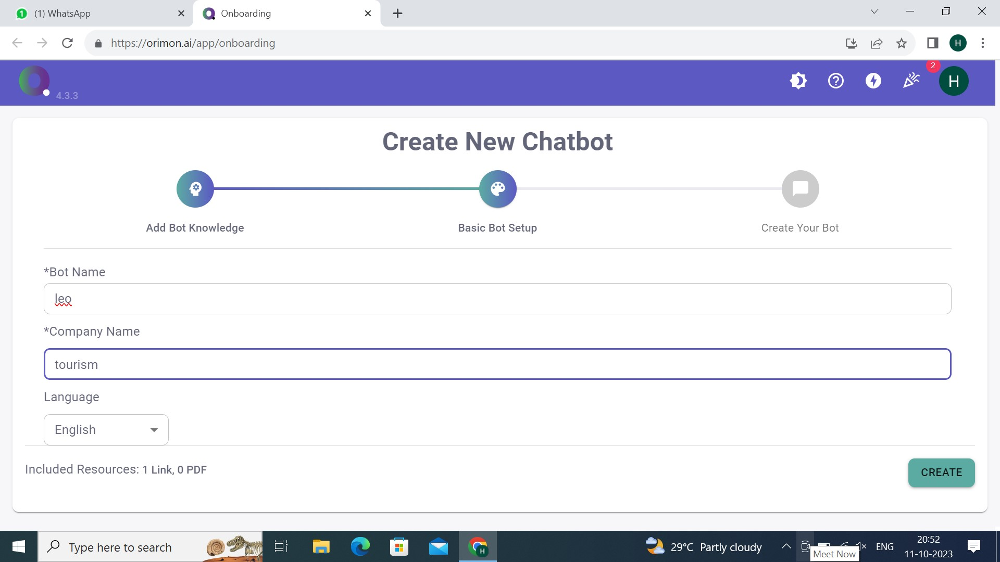 (1) WhatsApp
Onboarding
https://orimon.ai/app/onboarding
H
4.3.3
2
H
Create New Chatbot
Add Bot Knowledge
Basic Bot Setup
Create Your Bot
*Bot Name
leo
*Company Name
tourism
Language
English
Included Resources: 1 Link, 0 PDF
CREATE
Type here to search
H
29°C Partly cloudy
ENG
20:52
11-10-2023
Meet Now